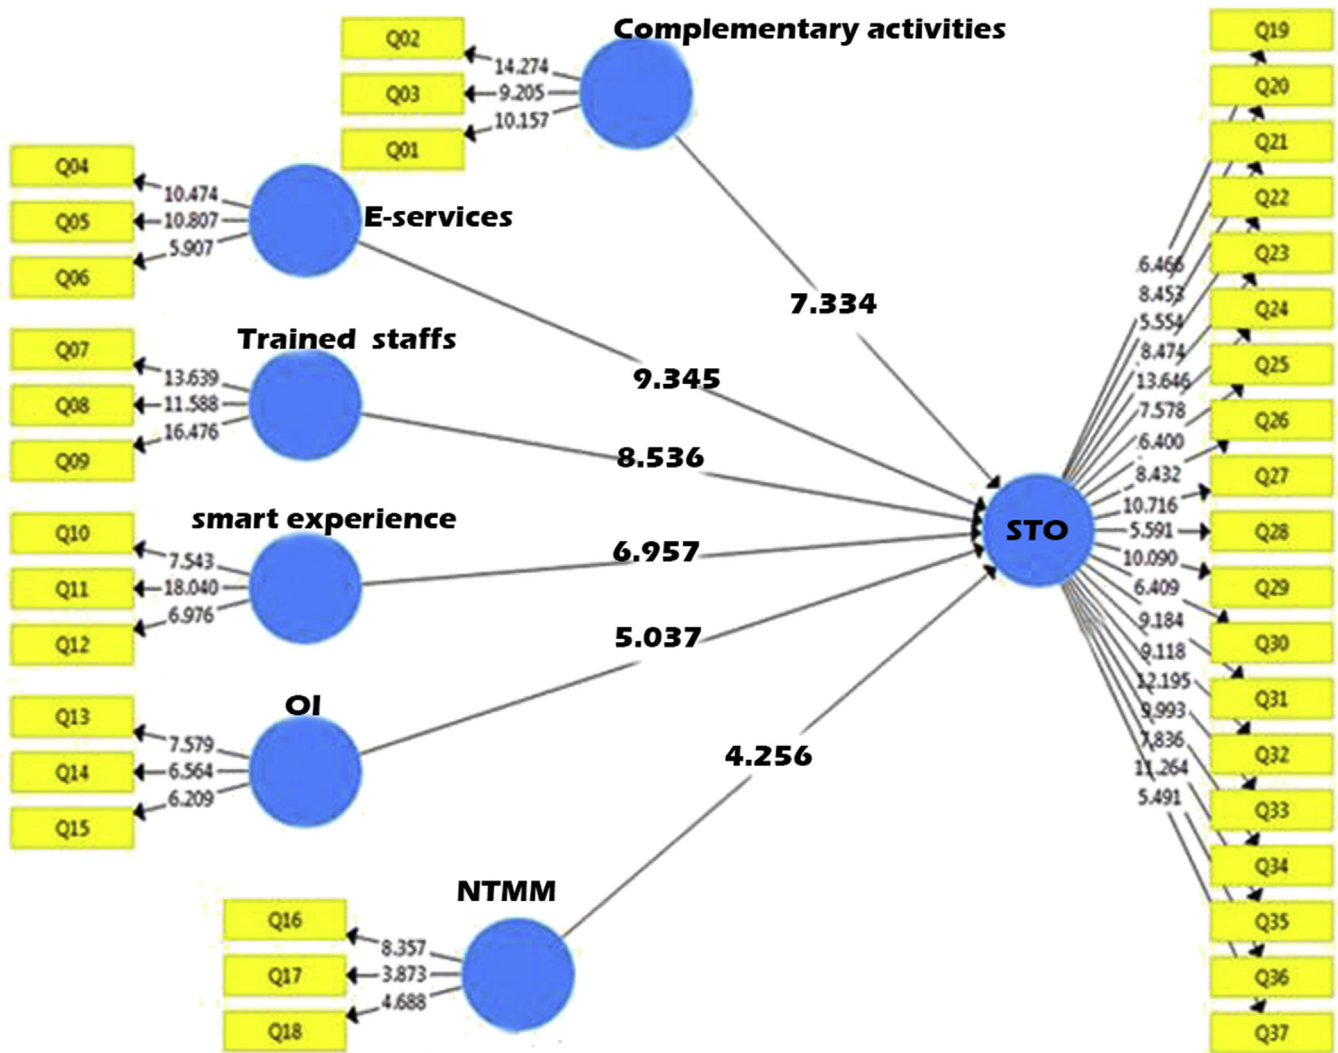 Complementary activities
Q02
14.274
Q03
9.205
Q01
10.157
Q04
10.474
Q05
10.807
Q06
5.907
E-services
Q07
13.639
Q08
11.588
Q09
16.476
Trained staffs
Q10
7.543
Q11
18.040
Q12
6.976
smart experience
Q13
7.579
Q14
6.564
Q15
6.209
OI
Q16
8.357
Q17
3.873
Q18
4.688
NTMM
7.334
9.345
8.536
6.957
5.037
4.256
STO
6.466
8.453
5.554
8.474
13.646
7.578
6.400
8.432
10.716
5.591
10.090
6.409
9.184
9.118
12.195
9.993
7.836
11.264
5.491
Q19
Q20
Q21
Q22
Q23
Q24
Q25
Q26
Q27
Q28
Q29
Q30
Q31
Q32
Q33
Q34
Q35
Q36
Q37